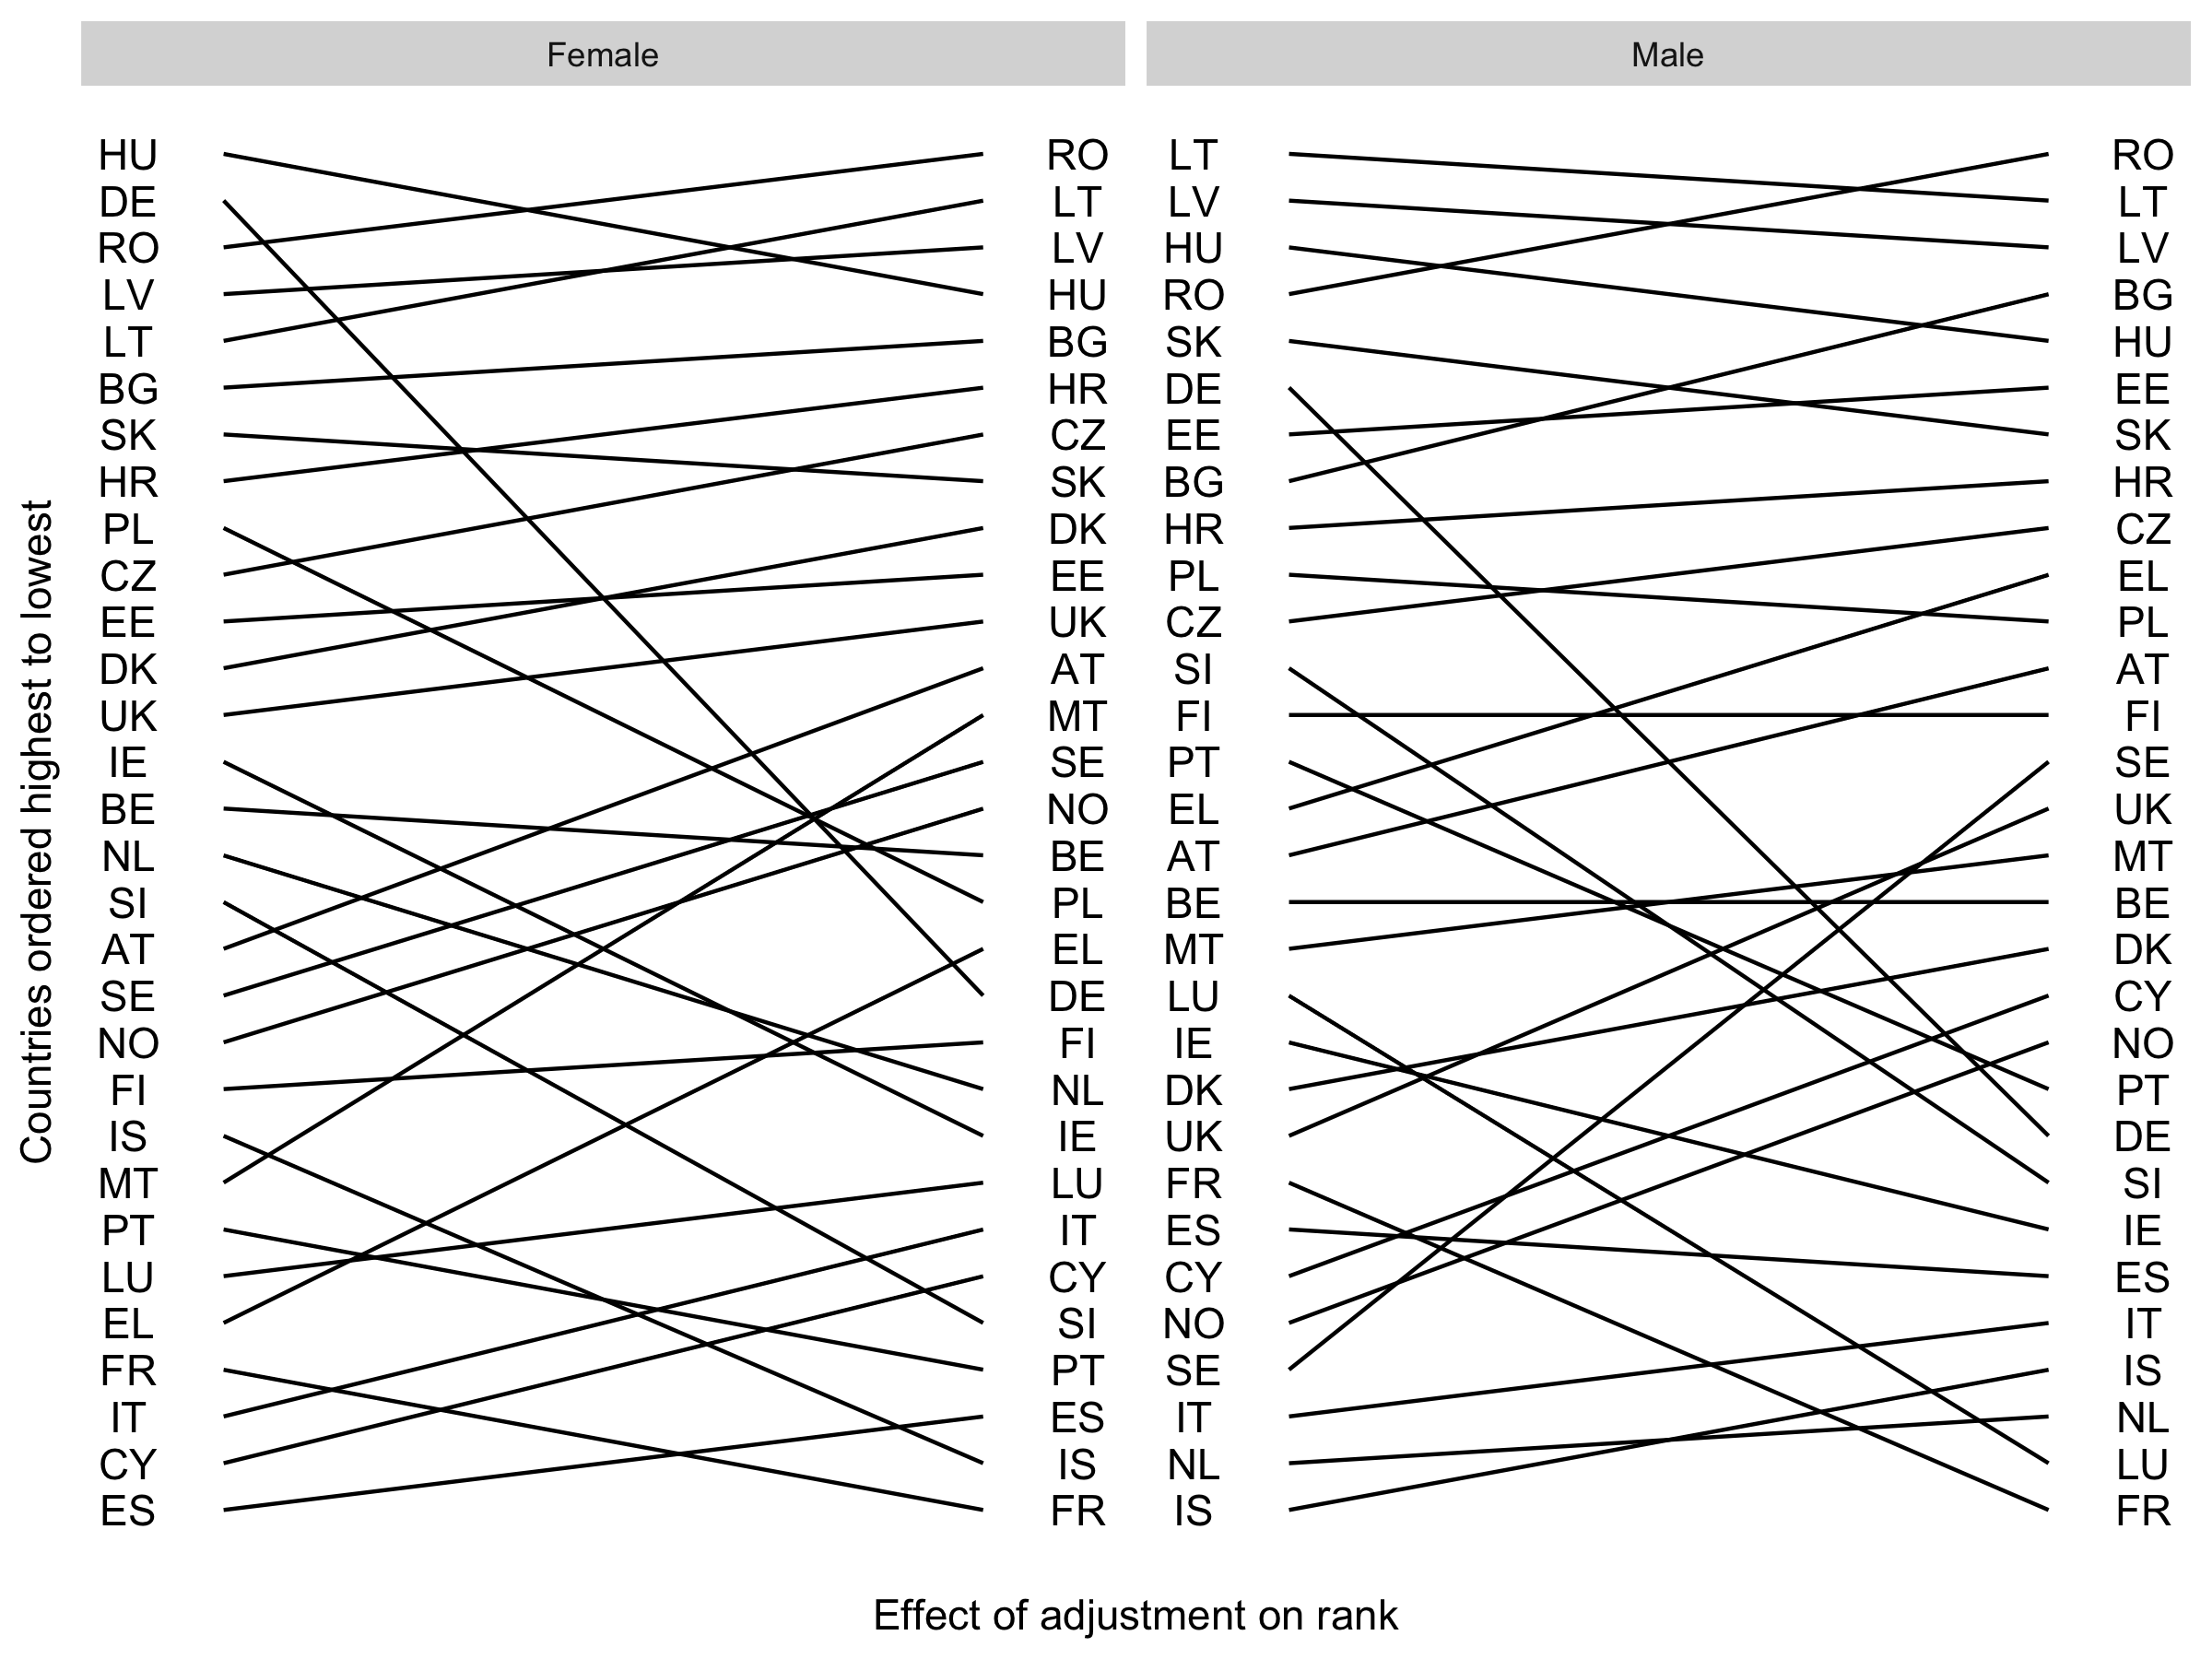 Female
Male
HU RO LT RO
DE LT LV LT
RO LV HU LV
LV HU RO BG
LT BG SK HU
BG HR DE EE
SK CZ EE SK
HR SK BG HR
PL DK HR CZ
CZ EE PL EL
EE UK CZ PL
DK AT SI AT
UK MT FI FI
IE SE PT SE
BE NO EL UK
NL BE AT MT
SI PL BE BE
AT EL MT DK
SE DE LU CY
NO FI IE NO
FI NL DK PT
IS IE UK DE
MT LU FR SI
PT IT ES IE
LU CY CY ES
EL SI NO IT
FR PT SE IS
IT ES IT NL
CY IS NL LU
ES FR IS FR
Countries ordered highest to lowest
Effect of adjustment on rank